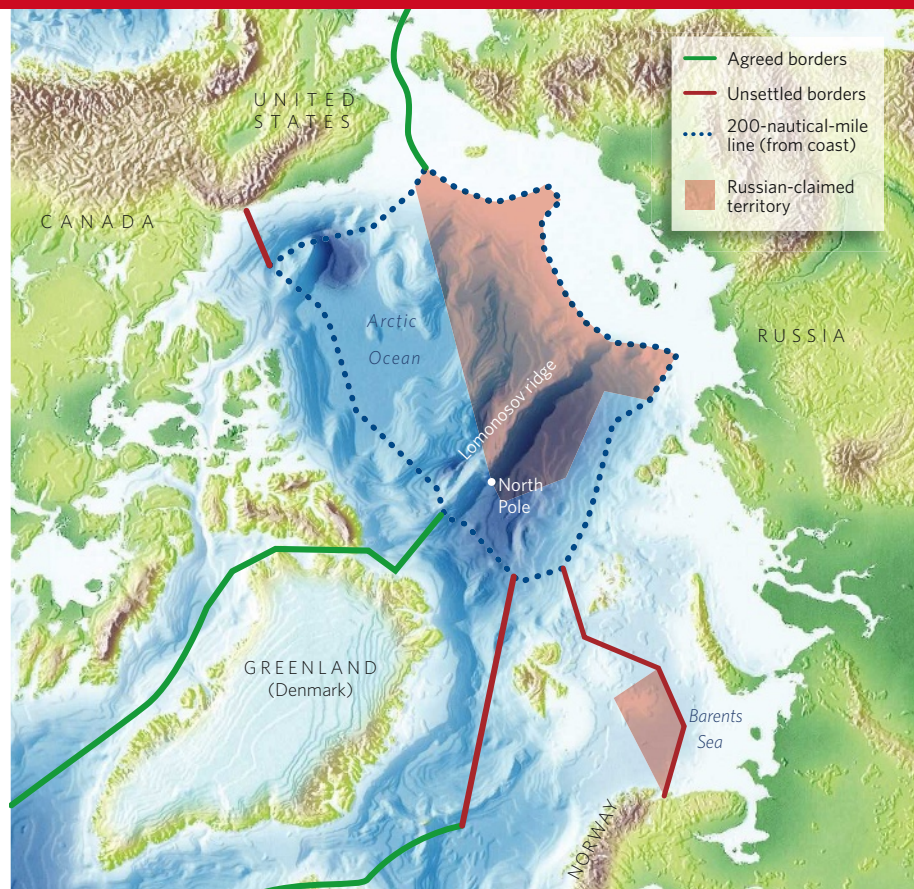 Agreed borders
Unsettled borders
200-nautical-mile
line (from coast)
Russian-claimed
territory
UNITED
STATES
CANADA
RUSSIA
Arctic
Ocean
Lomonosov ridge
North
Pole
GREENLAND
(Denmark)
Barents
Sea
NORWAY